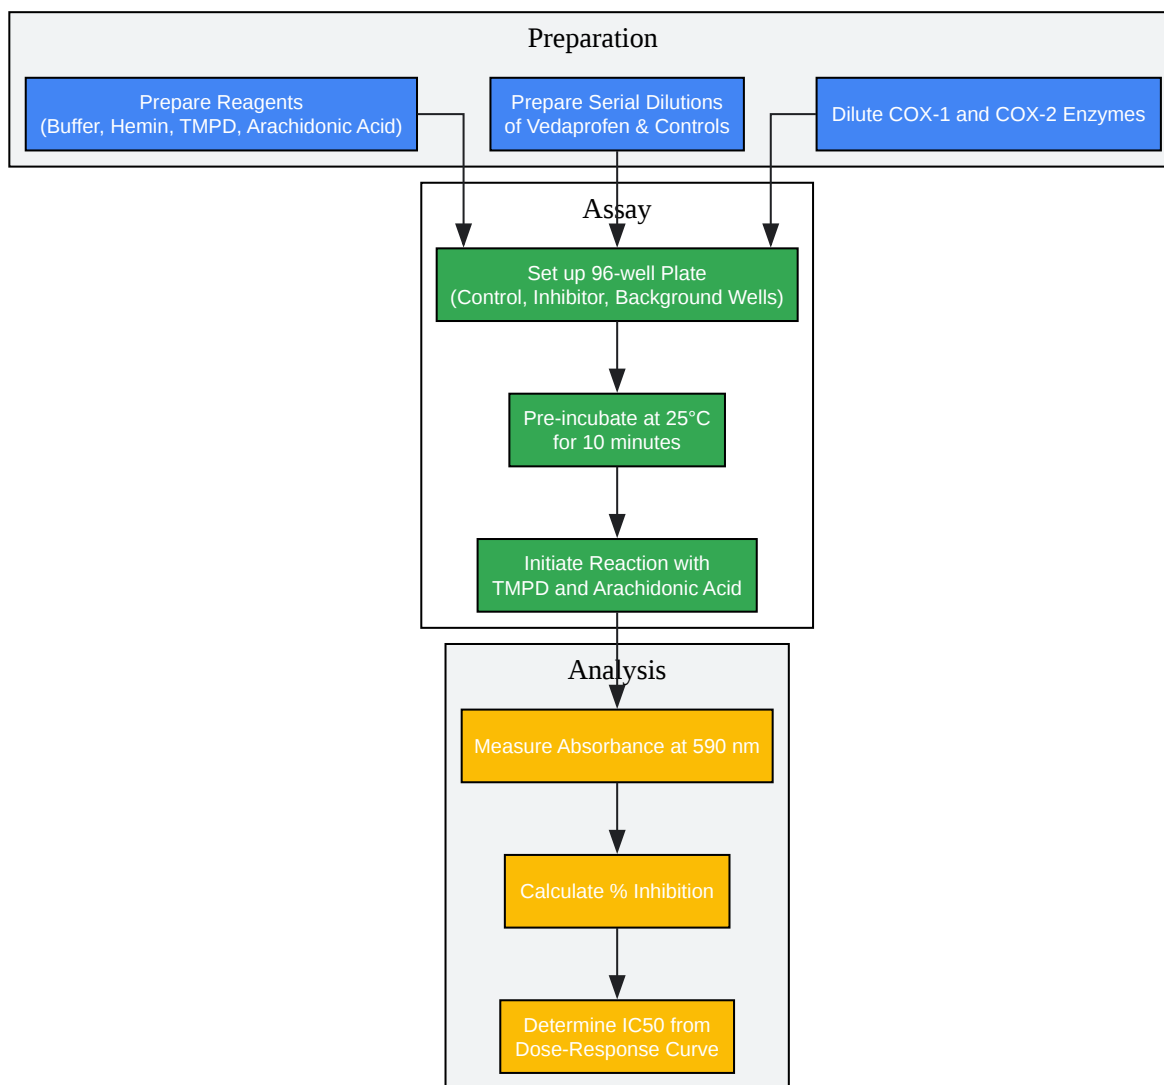 Preparation
Prepare Reagents
(Buffer, Hemin, TMPD, Arachidonic Acid)
Prepare Serial Dilutions
of Vedaprofen & Controls
Dilute COX-1 and COX-2 Enzymes
Assay
Set up 96-well Plate
(Control, Inhibitor, Background Wells)
Pre-incubate at 25°C
for 10 minutes
Initiate Reaction with
TMPD and Arachidonic Acid
Analysis
Measure Absorbance at 590 nm
Calculate % Inhibition
Determine IC50 from
Dose-Response Curve